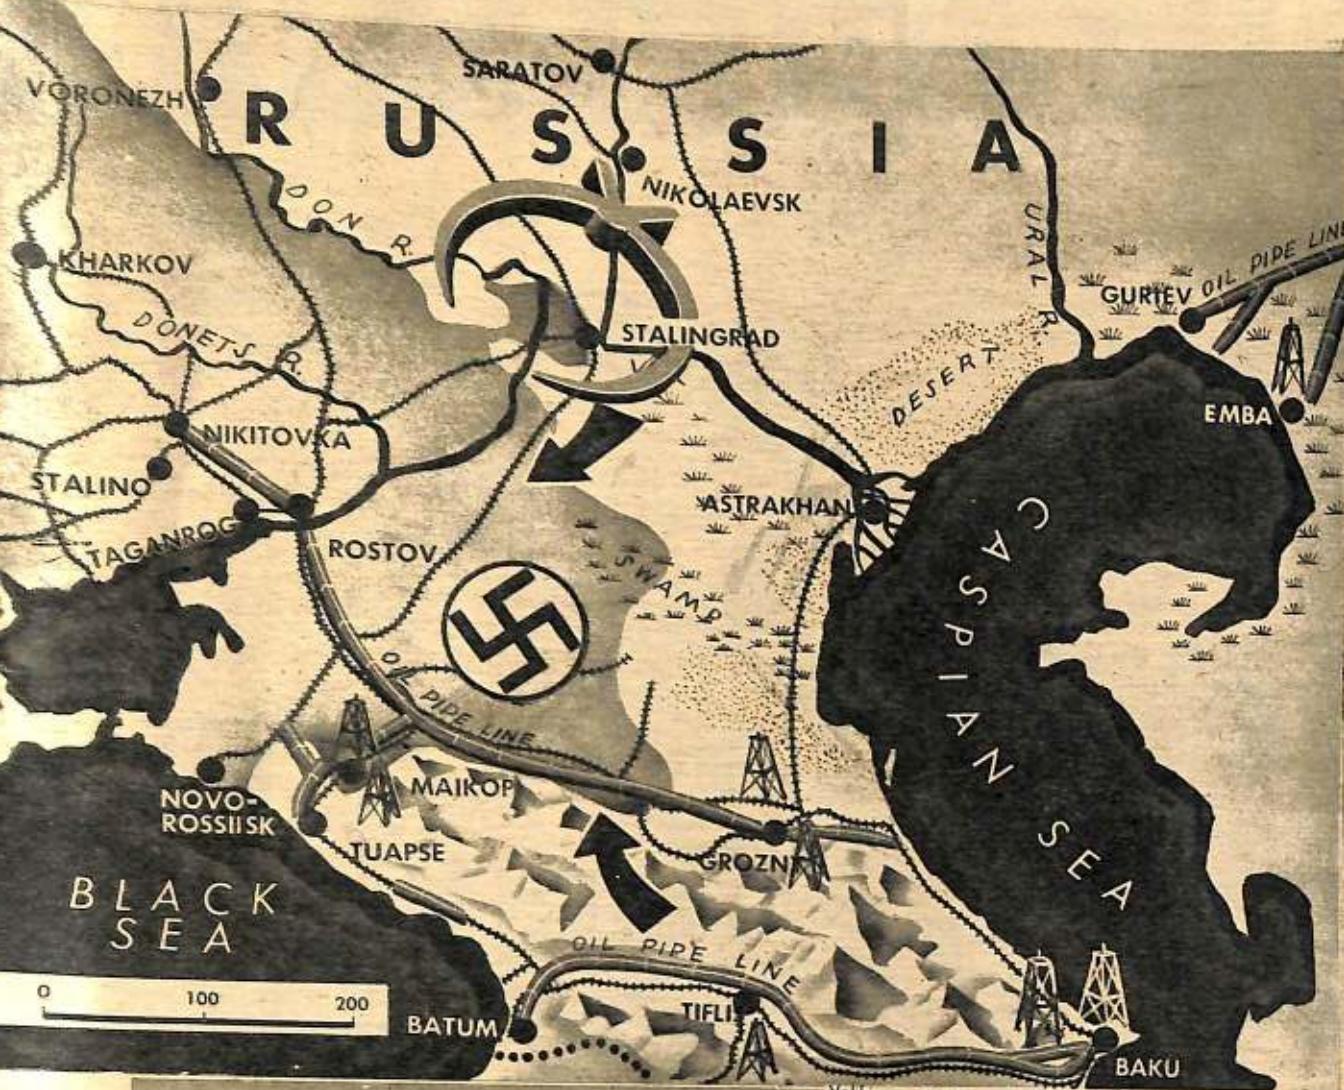 SARATOV
VORONEZH
RUSSIA
NIKOLAEVSK
DON R.
URAL R.
KHARKOV
OIL PIPE LINE
GURIEV
DONETS R.
STALINGRAD
DESERT
EMBA
NIKITOVKA
STALINO
ASTRAKHAN
TAGANROG
ROSTOV
CASPIAN SEA
SWAMP
OIL PIPE LINE
MAIKOP
NOVO-
ROSSIISK
TUAPSE
GROZNY
BLACK
SEA
OIL PIPE LINE
0 100 200
TIFLI
BATUM
BAKU